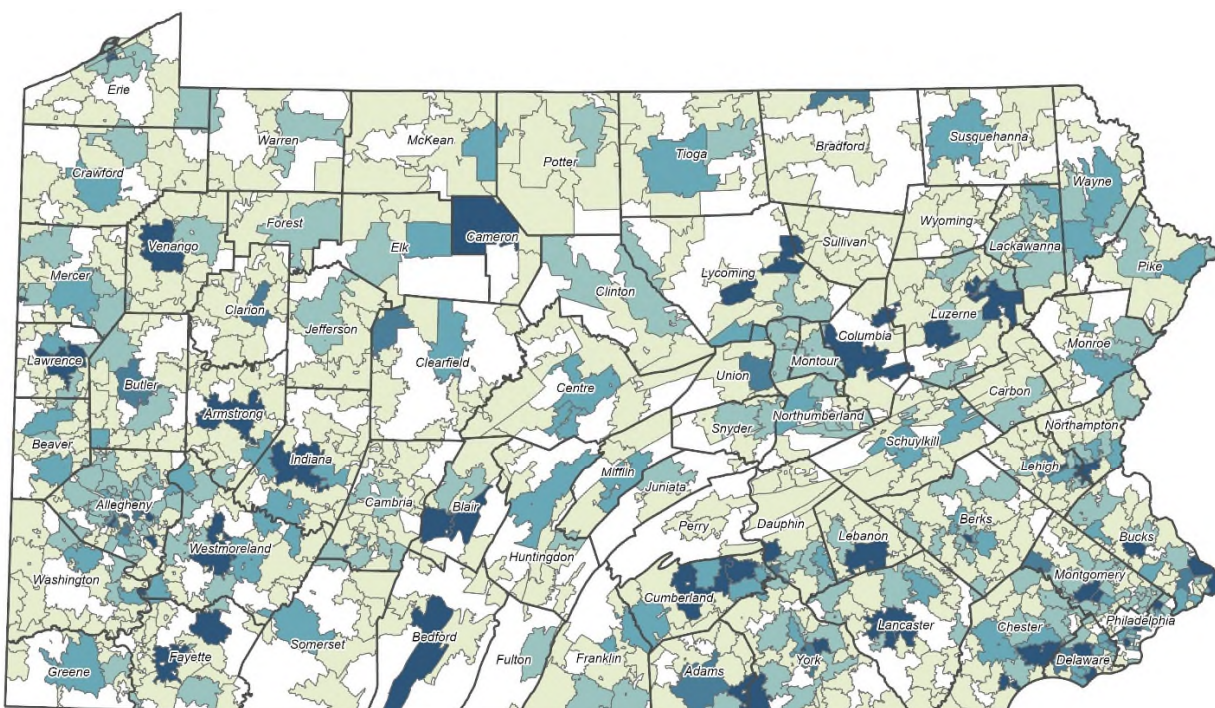 Erie
Warren
McKean
Potter
Tioga
Bradford
Susquehanna
Crawford
Wayne
Forest
Wyoming
Venango
Elk
Cameron
Sullivan
Lackawanna
Mercer
Lycoming
Pike
Clinton
Clarion
Jefferson
Luzerne
Columbia
Monroe
Lawrence
Clearfield
Montour
Butler
Union
Centre
Carbon
Armstrong
Northumberland
Snyder
Northampton
Beaver
Schuylkill
Indiana
Mifflin
Lehigh
Juniata
Allegheny
Cambria
Blair
Perry
Dauphin
Berks
Lebanon
Bucks
Westmoreland
Huntingdon
Washington
Montgomery
Cumberland
Philadelphia
Lancaster
Chester
Bedford
Somerset
Fayette
Fulton
Franklin
York
Delaware
Greene
Adams